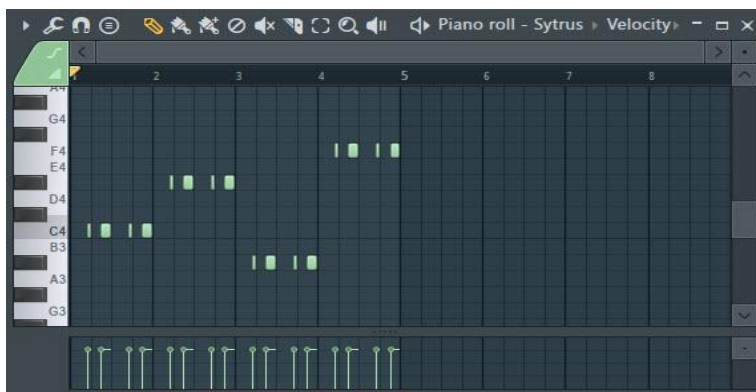 Piano roll - Sytrus ▸ Velocity ▸
1 2 3 4 5 6 7 8
A4
G4
F4
E4
D4
C4
B3
A3
G3